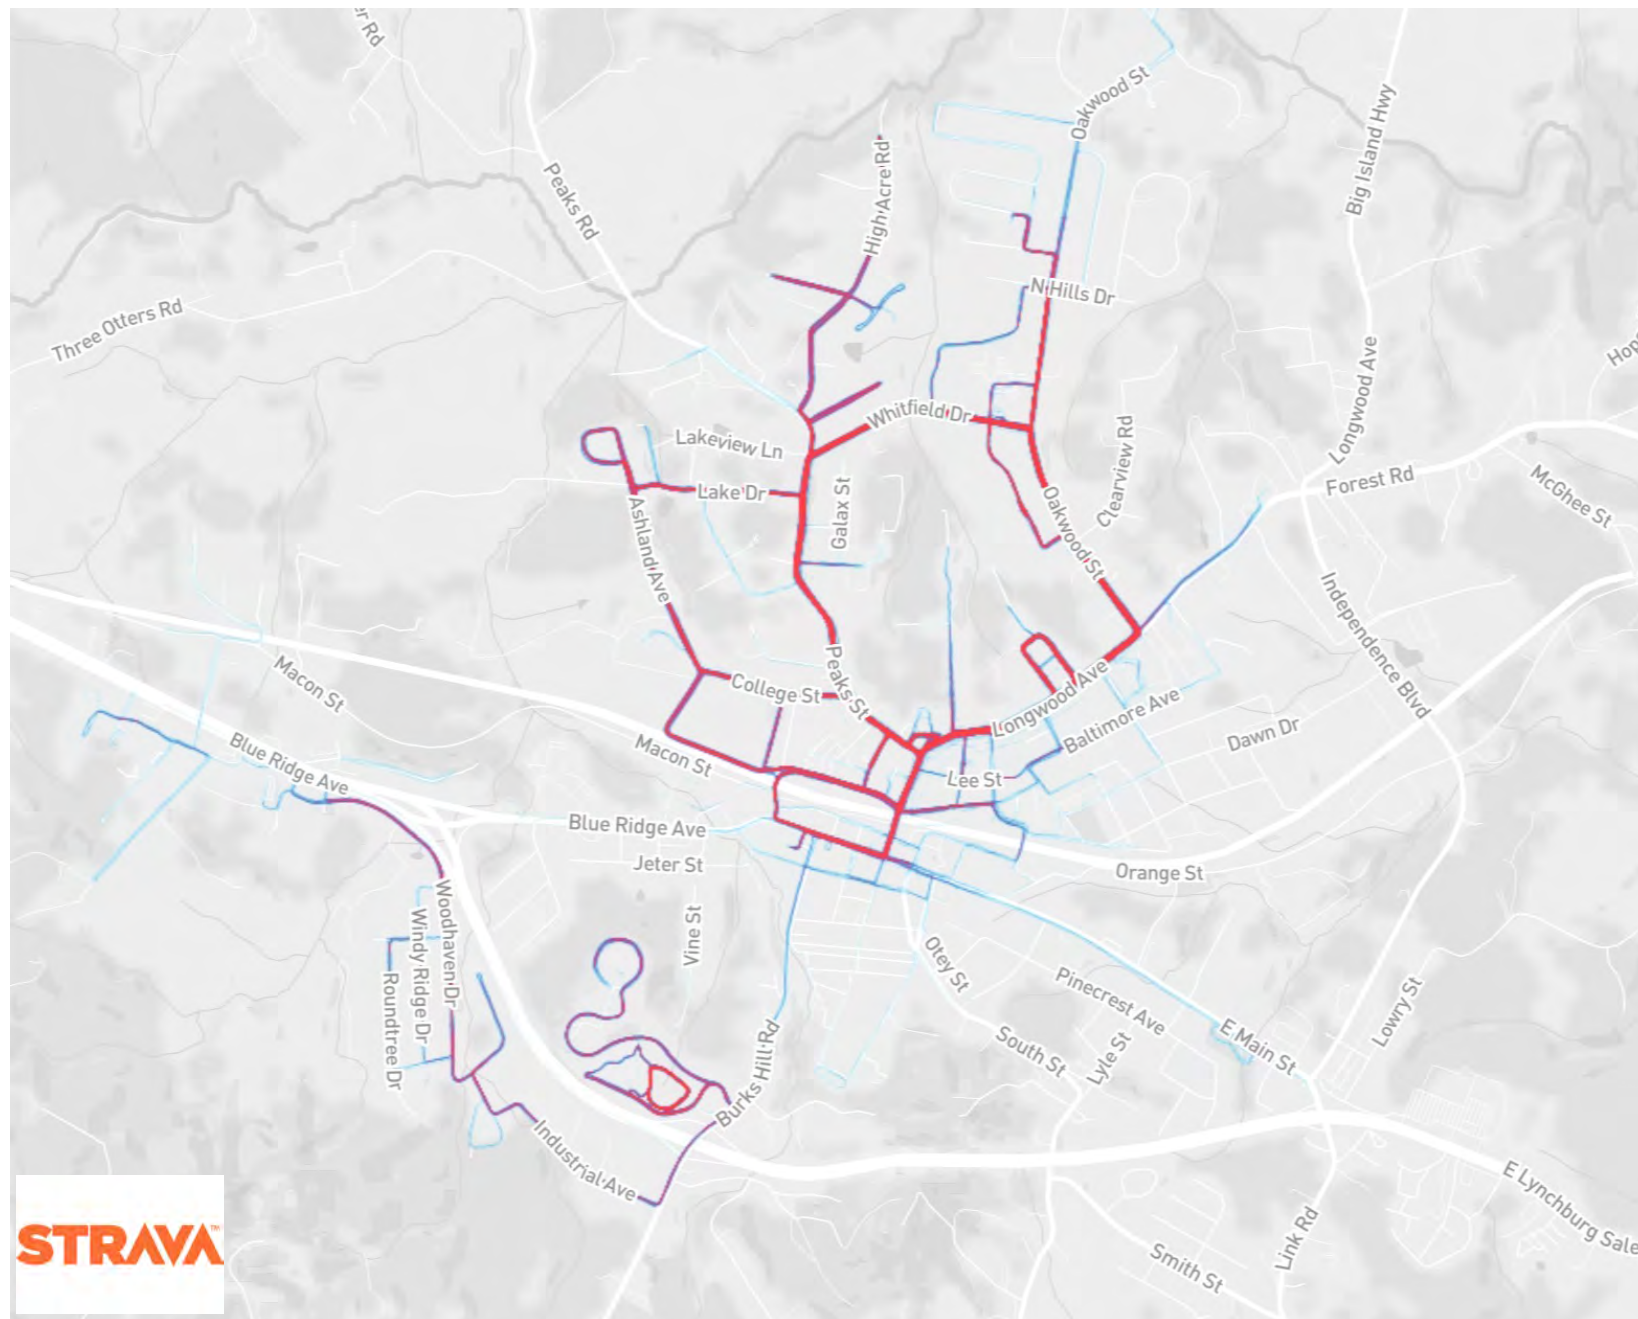 er Rd
Oakwood St
Big Island Hwy
Peaks Rd
High Acre Rd
N Hills Dr
Three Otters Rd
Hop
Longwood Ave
Whitfield Dr
Lakeview Ln
Clearview Rd
Forest Rd
McGhee St
Lake Dr
Galax St
Ashland Ave
Oakwood St
Independence Blvd
Macon St
College St
Peaks St
Longwood Ave
Baltimore Ave
Dawn Dr
Blue Ridge Ave
Macon St
Lee St
Blue Ridge Ave
Jeter St
Orange St
Woodhaven Dr
Windy Ridge Dr
Roundtree Dr
Vine St
Otey St
Pinecrest Ave
Lowry St
E Main St
South St
Lyle St
Burks Hill Rd
Industrial Ave
E Lynchburg Sale
Link Rd
Smith St
STRAVA™